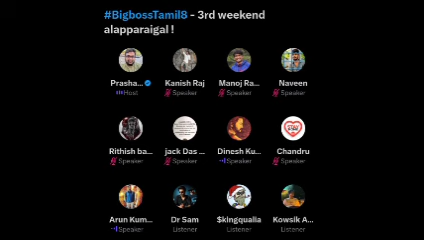 #BigbossTamil8 - 3rd weekend
alapparaigal !
Prasha... Kanish Raj Manoj Ra... Naveen
Host Speaker Speaker Speaker
Rithish ba... jack Das ... Dinesh Ku... Chandru
Speaker Speaker Speaker Speaker
Arun Kum... Dr Sam $kingqualia Kowsik A...
Speaker Listener Listener Listener